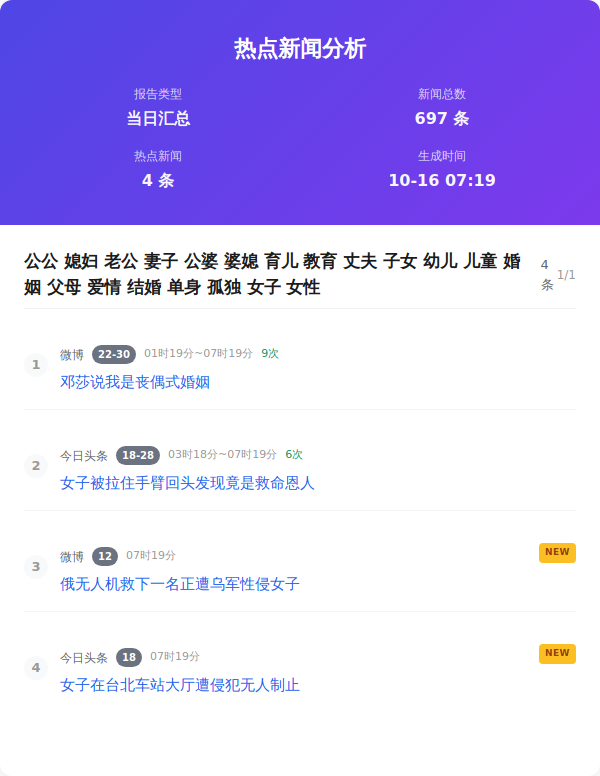 热点新闻分析
报告类型
当日汇总
新闻总数
697 条
热点新闻
4 条
生成时间
10-16 07:19
公公 媳妇 老公 妻子 公婆 婆媳 育儿 教育 丈夫 子女 幼儿 儿童 婚
姻 父母 爱情 结婚 单身 孤独 女子 女性
4
条
1/1
1
微博 22-30 01时19分~07时19分 9次
邓莎说我是丧偶式婚姻
2
今日头条 18-28 03时18分~07时19分 6次
女子被拉住手臂回头发现竟是救命恩人
3
微博 12 07时19分
NEW
俄无人机救下一名正遭乌军性侵女子
4
今日头条 18 07时19分
NEW
女子在台北车站大厅遭侵犯无人制止